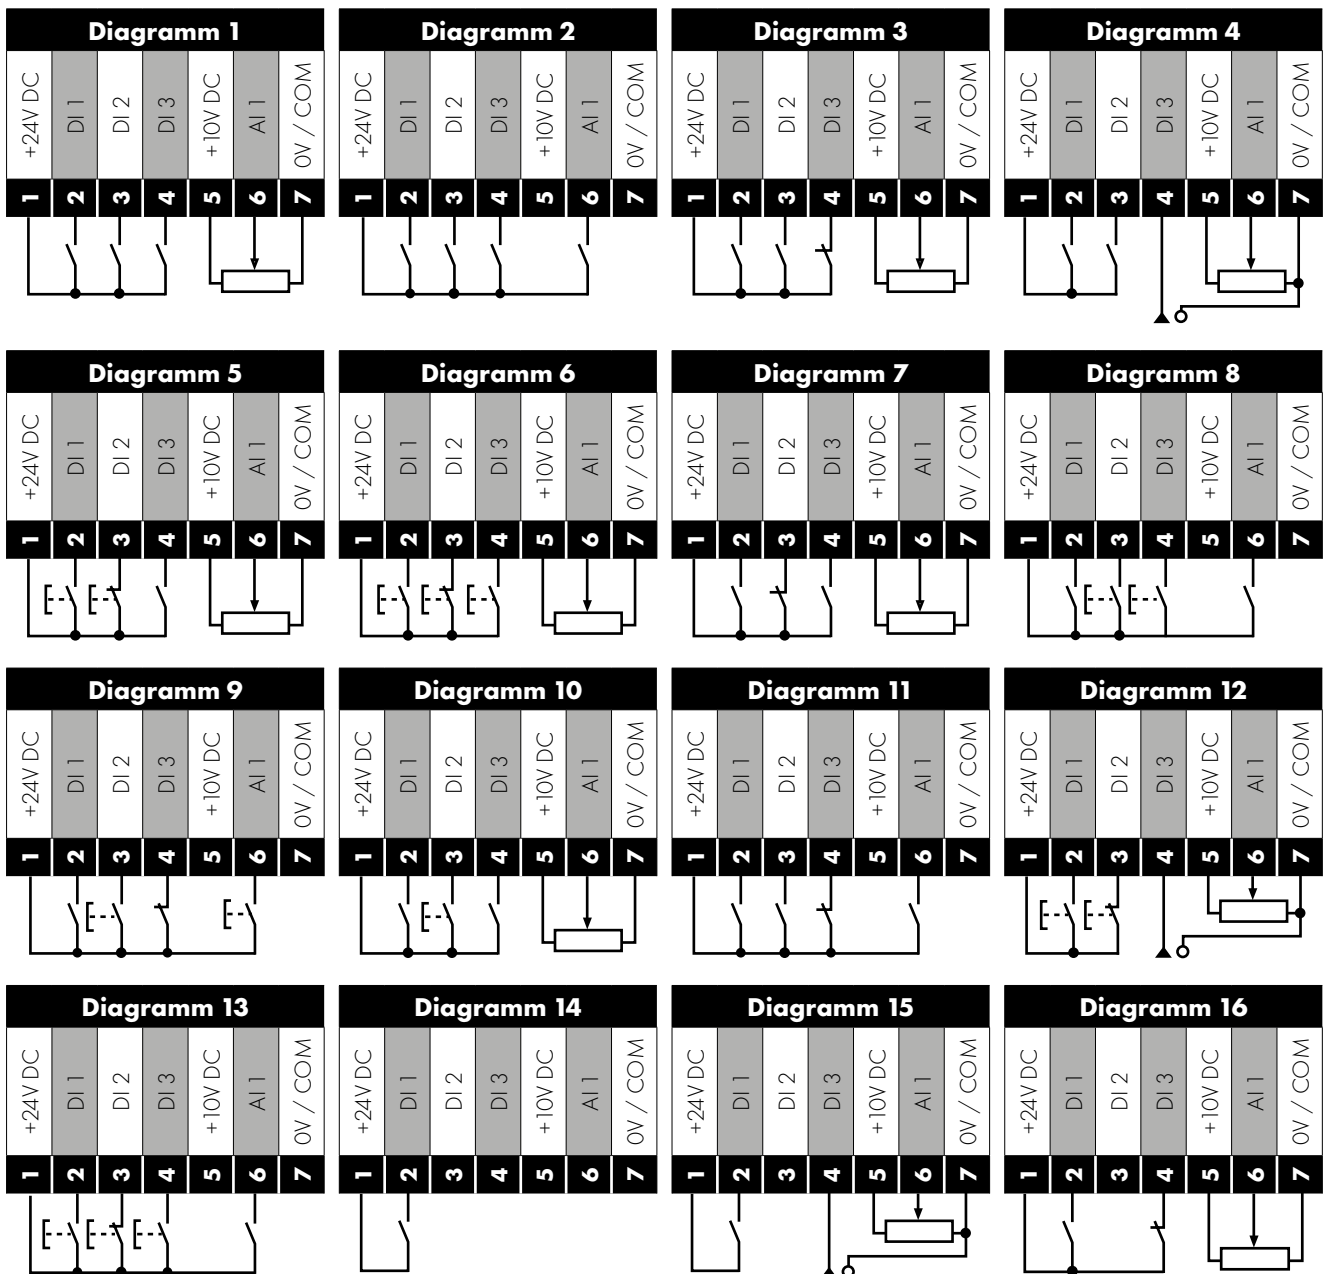 Diagramm 1
+24V DC
DI 1
DI 2
DI 3
+10V DC
AI 1
0V / COM
1
2
3
4
5
6
7
Diagramm 2
+24V DC
DI 1
DI 2
DI 3
+10V DC
AI 1
0V / COM
1
2
3
4
5
6
7
Diagramm 3
+24V DC
DI 1
DI 2
DI 3
+10V DC
AI 1
0V / COM
1
2
3
4
5
6
7
Diagramm 4
+24V DC
DI 1
DI 2
DI 3
+10V DC
AI 1
0V / COM
1
2
3
4
5
6
7
Diagramm 5
+24V DC
DI 1
DI 2
DI 3
+10V DC
AI 1
0V / COM
1
2
3
4
5
6
7
Diagramm 6
+24V DC
DI 1
DI 2
DI 3
+10V DC
AI 1
0V / COM
1
2
3
4
5
6
7
Diagramm 7
+24V DC
DI 1
DI 2
DI 3
+10V DC
AI 1
0V / COM
1
2
3
4
5
6
7
Diagramm 8
+24V DC
DI 1
DI 2
DI 3
+10V DC
AI 1
0V / COM
1
2
3
4
5
6
7
Diagramm 9
+24V DC
DI 1
DI 2
DI 3
+10V DC
AI 1
0V / COM
1
2
3
4
5
6
7
Diagramm 10
+24V DC
DI 1
DI 2
DI 3
+10V DC
AI 1
0V / COM
1
2
3
4
5
6
7
Diagramm 11
+24V DC
DI 1
DI 2
DI 3
+10V DC
AI 1
0V / COM
1
2
3
4
5
6
7
Diagramm 12
+24V DC
DI 1
DI 2
DI 3
+10V DC
AI 1
0V / COM
1
2
3
4
5
6
7
Diagramm 13
+24V DC
DI 1
DI 2
DI 3
+10V DC
AI 1
0V / COM
1
2
3
4
5
6
7
Diagramm 14
+24V DC
DI 1
DI 2
DI 3
+10V DC
AI 1
0V / COM
1
2
3
4
5
6
7
Diagramm 15
+24V DC
DI 1
DI 2
DI 3
+10V DC
AI 1
0V / COM
1
2
3
4
5
6
7
Diagramm 16
+24V DC
DI 1
DI 2
DI 3
+10V DC
AI 1
0V / COM
1
2
3
4
5
6
7